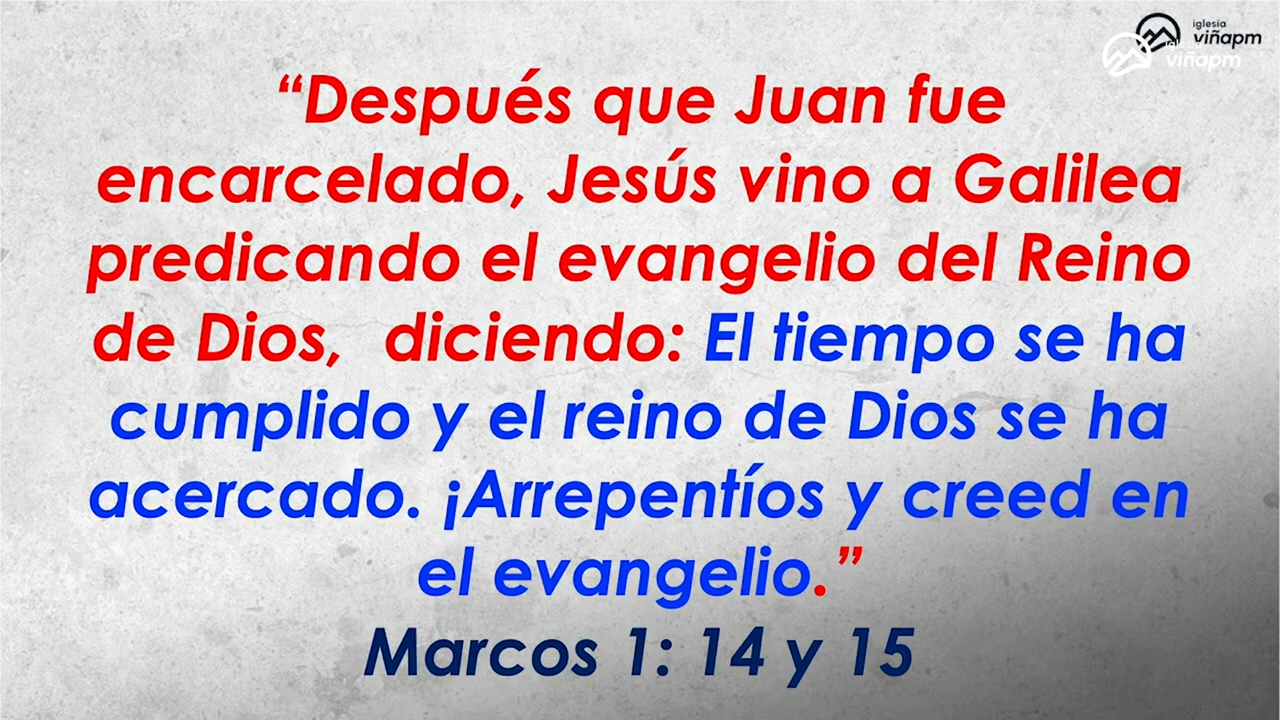 iglesia
viñapm
iglesia
viñapm
“Después que Juan fue
encarcelado, Jesús vino a Galilea
predicando el evangelio del Reino
de Dios,  diciendo: El tiempo se ha
cumplido y el reino de Dios se ha
acercado. ¡Arrepentíos y creed en
el evangelio.”
Marcos 1: 14 y 15